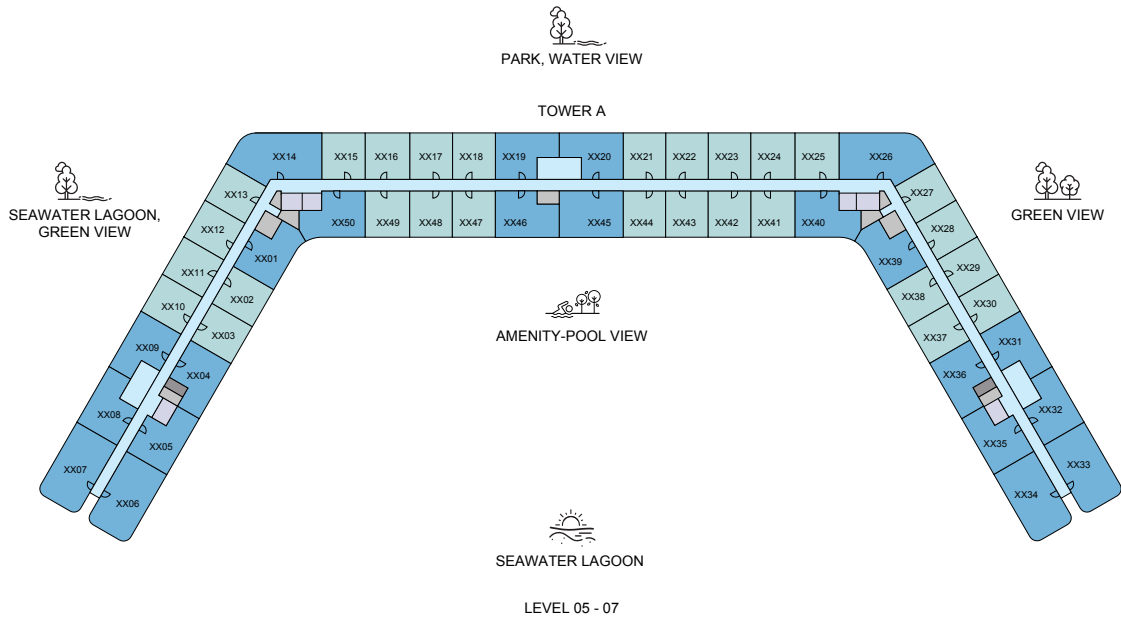 PARK, WATER VIEW
TOWER A
XX14
XX15
XX16
XX17
XX18
XX19
XX20
XX21
XX22
XX23
XX24
XX25
XX26
SEAWATER LAGOON,
GREEN VIEW
GREEN VIEW
XX13
XX12
XX11
XX10
XX09
XX08
XX07
XX06
XX05
XX04
XX03
XX02
XX01
XX50
XX49
XX48
XX47
XX46
XX45
XX44
XX43
XX42
XX41
XX40
XX39
XX38
XX37
XX36
XX35
XX34
XX33
XX32
XX31
XX30
XX29
XX28
XX27
AMENITY-POOL VIEW
SEAWATER LAGOON
LEVEL 05 - 07